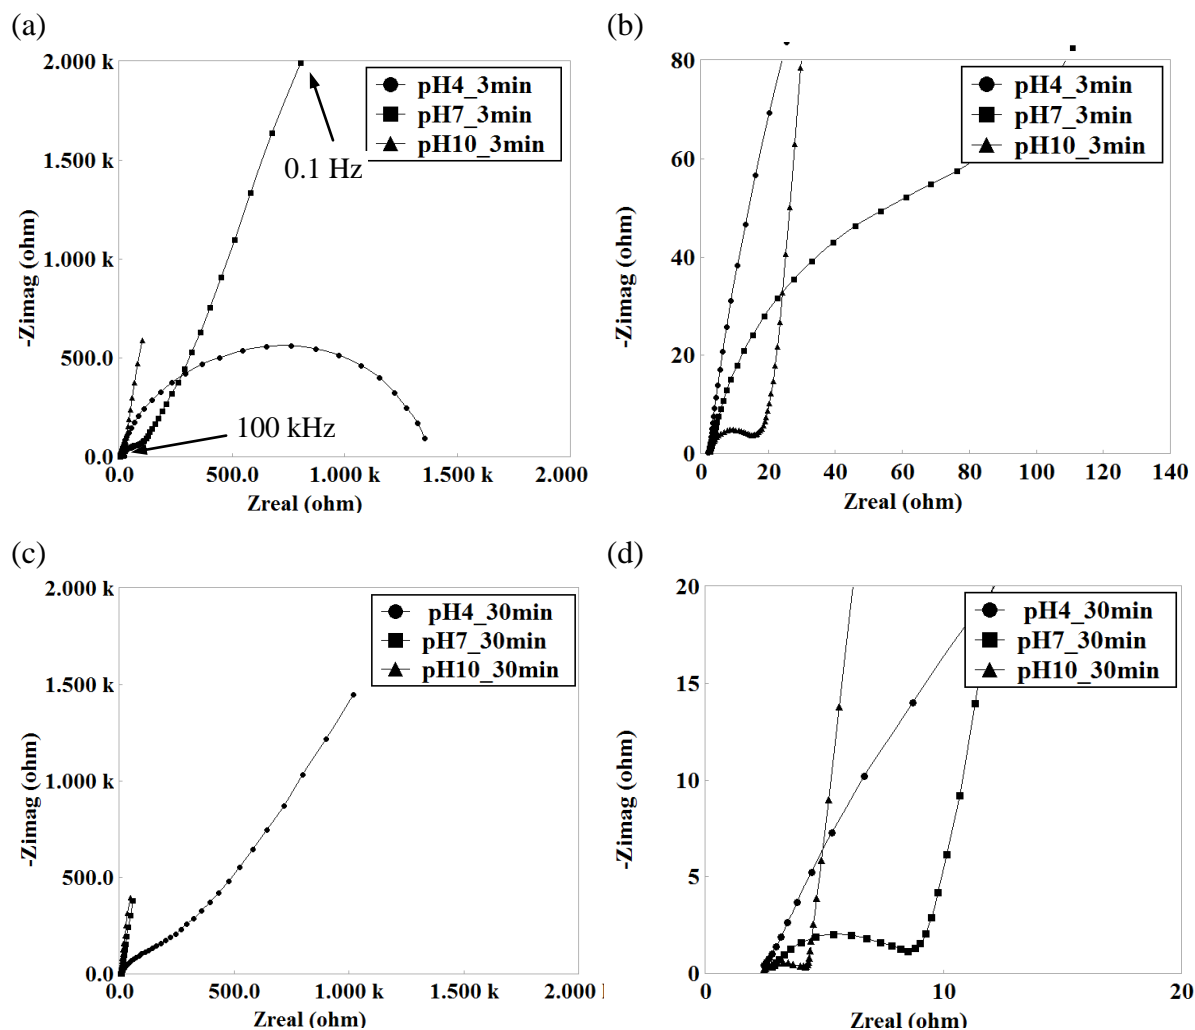 (a)
2.000 k
1.500 k
1.000 k
500.0
0.0
-Zimag (ohm)
pH4_3min
pH7_3min
pH10_3min
0.1 Hz
100 kHz
0.0
500.0
1.000 k
1.500 k
2.000 k
Zreal (ohm)
(b)
80
60
40
20
0
-Zimag (ohm)
pH4_3min
pH7_3min
pH10_3min
0
20
40
60
80
100
120
140
Zreal (ohm)
(c)
2.000 k
1.500 k
1.000 k
500.0
0.0
-Zimag (ohm)
pH4_30min
pH7_30min
pH10_30min
0.0
500.0
1.000 k
1.500 k
2.000 k
Zreal (ohm)
(d)
20
15
10
5
0
-Zimag (ohm)
pH4_30min
pH7_30min
pH10_30min
0
10
20
Zreal (ohm)